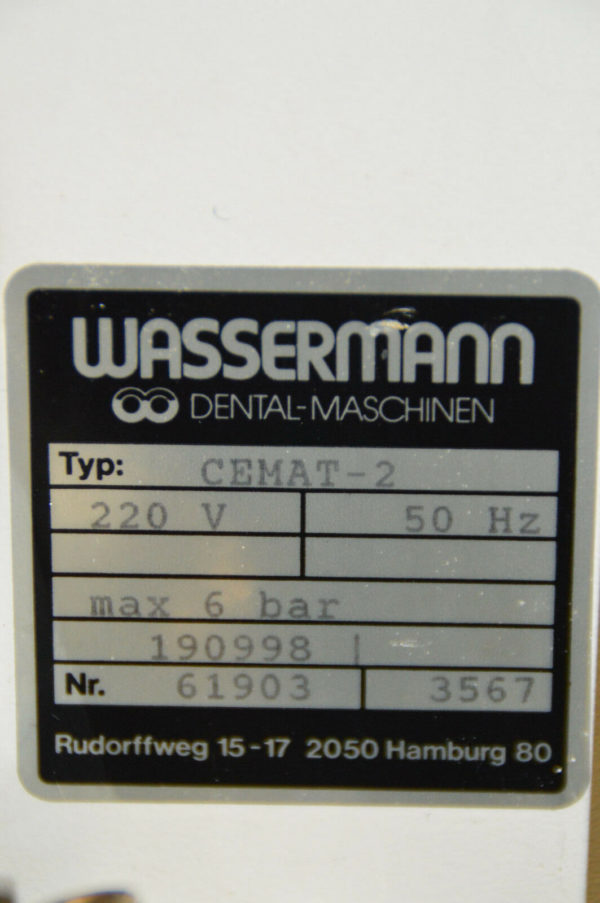 WASSERMANN
DENTAL-MASCHINEN
Typ: CEMAT-2
220 V 50 Hz
max 6 bar
190998 |
Nr. 61903 3567
Rudorffweg 15-17 2050 Hamburg 80